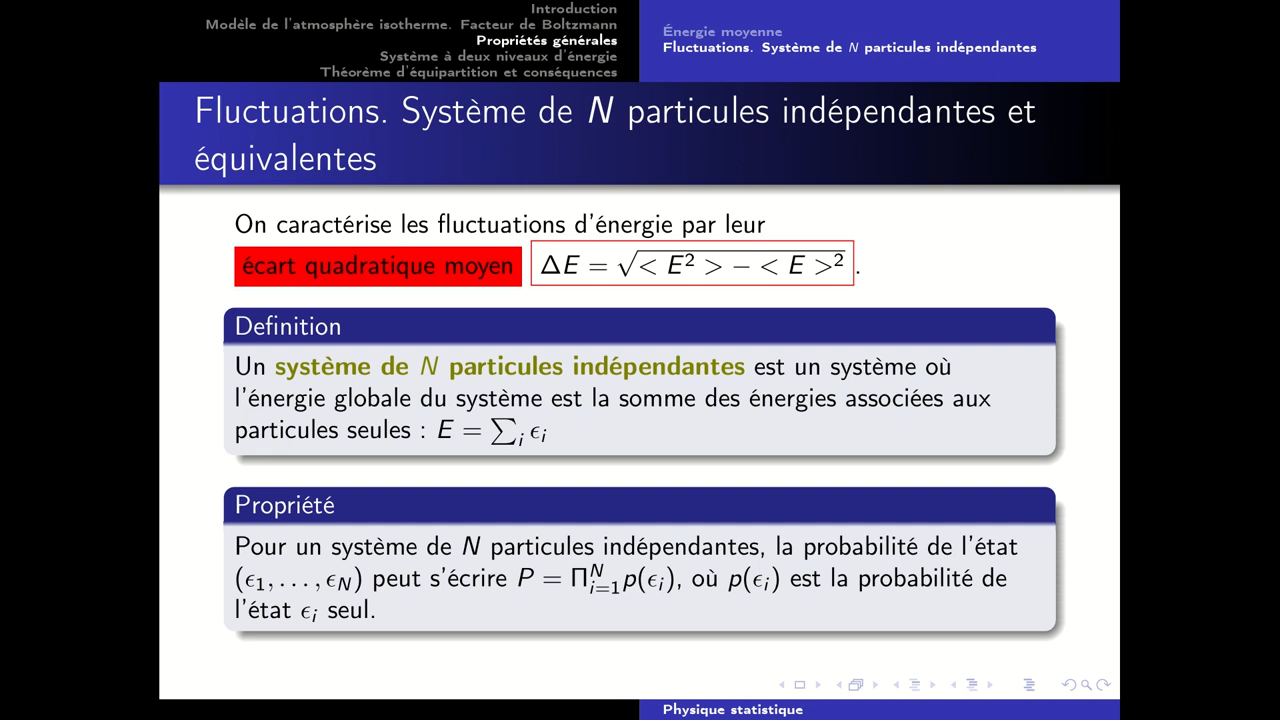 Introduction
Modèle de l'atmosphère isotherme. Facteur de Boltzmann
Propriétés générales
Système à deux niveaux d'énergie
Théorème d'équipartition et conséquences
Énergie moyenne
Fluctuations. Système de N particules indépendantes
Fluctuations. Système de N particules indépendantes et
équivalentes
On caractérise les fluctuations d'énergie par leur
écart quadratique moyen ΔE = √(< E² > − < E >²).
Definition
Un système de N particules indépendantes est un système où
l'énergie globale du système est la somme des énergies associées aux
particules seules : E = ∑ᵢ ϵᵢ
Propriété
Pour un système de N particules indépendantes, la probabilité de l'état
(ϵ₁, . . . , ϵ_N) peut s'écrire P = Π_{i=1}^N p(ϵᵢ), où p(ϵᵢ) est la probabilité de
l'état ϵᵢ seul.
Physique statistique